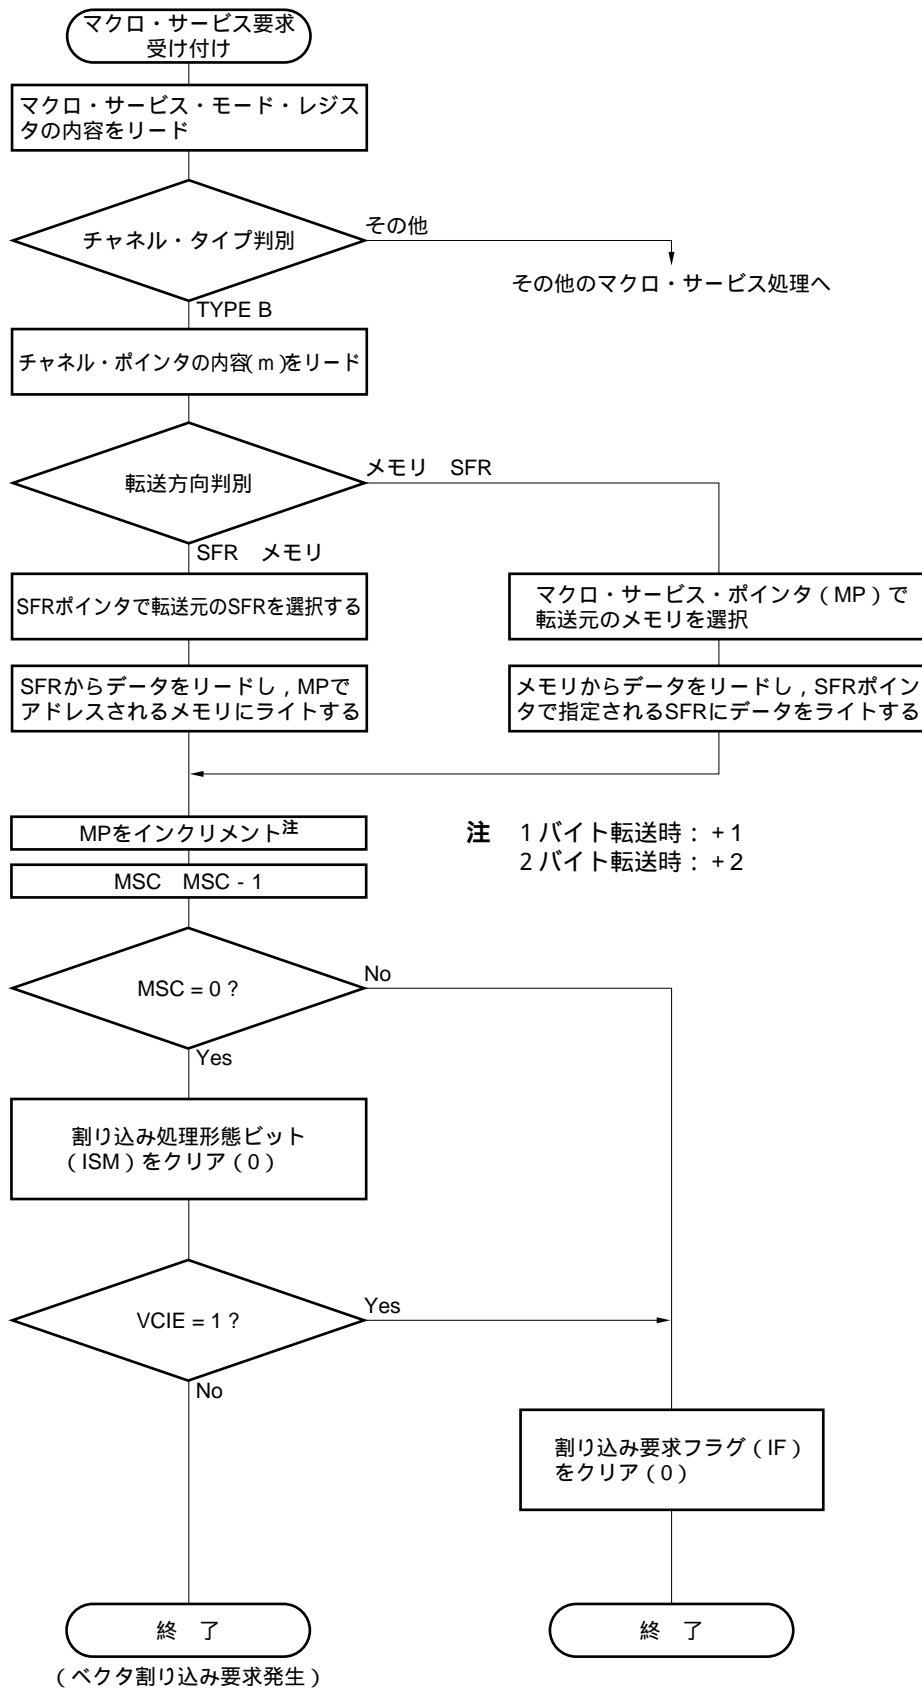 マクロ・サービス要求
受け付け
マクロ・サービス・モード・レジス
タの内容をリード
チャネル・タイプ判別
その他
その他のマクロ・サービス処理へ
TYPE B
チャネル・ポインタの内容(m)をリード
転送方向判別
メモリ　SFR
SFR　メモリ
SFRポインタで転送元のSFRを選択する
マクロ・サービス・ポインタ（MP）で
転送元のメモリを選択
SFRからデータをリードし，MPで
アドレスされるメモリにライトする
メモリからデータをリードし，SFRポイン
タで指定されるSFRにデータをライトする
MPをインクリメント注
注　1バイト転送時：+1
2バイト転送時：+2
MSC　MSC - 1
MSC = 0 ?
No
Yes
割り込み処理形態ビット
（ISM）をクリア（0）
VCIE = 1 ?
Yes
No
割り込み要求フラグ（IF）
をクリア（0）
終　了
終　了
（ベクタ割り込み要求発生）